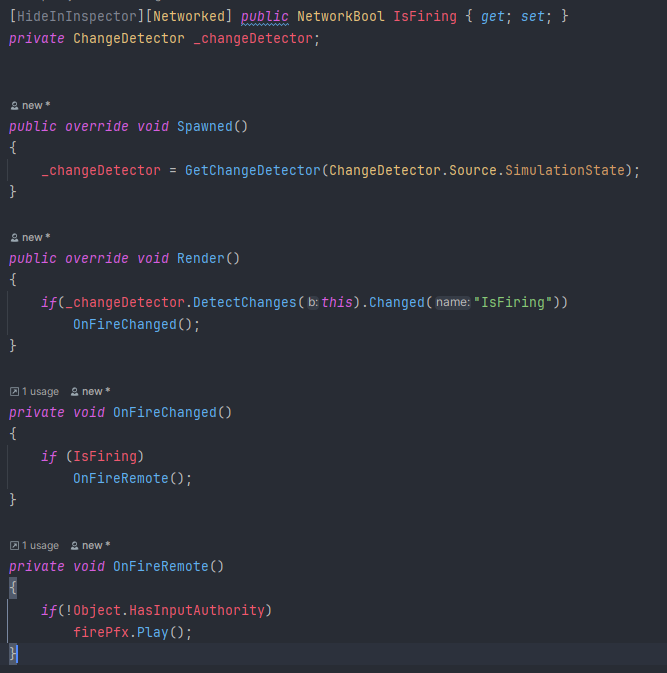 [HideInInspector][Networked] public NetworkBool IsFiring { get; set; }
private ChangeDetector _changeDetector;
new *
public override void Spawned()
{
_changeDetector = GetChangeDetector(ChangeDetector.Source.SimulationState);
}
new *
public override void Render()
{
if(_changeDetector.DetectChanges(b:this).Changed(name:"IsFiring"))
OnFireChanged();
}
1 usage new *
private void OnFireChanged()
{
if (IsFiring)
OnFireRemote();
}
1 usage new *
private void OnFireRemote()
{
if(!Object.HasInputAuthority)
firePfx.Play();
}